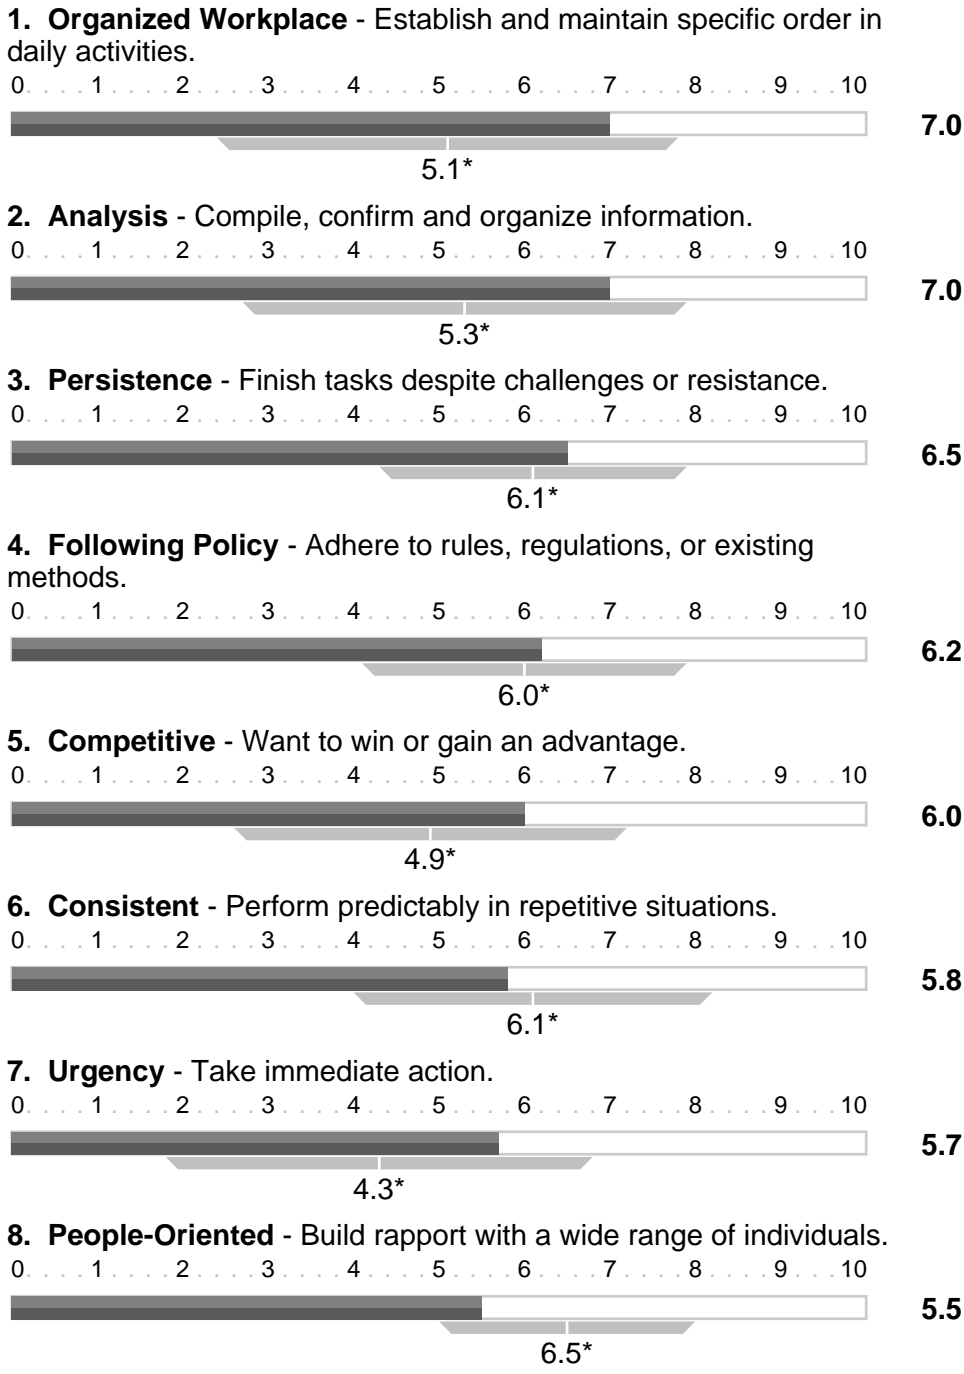 1. Organized Workplace - Establish and maintain specific order in
daily activities.
0. . . . 1 . . . . 2 . . . . 3 . . . . 4 . . . . 5 . . . . 6 . . . . 7 . . . . 8 . . . . 9 . . . 10
7.0
5.1*
2. Analysis - Compile, confirm and organize information.
0. . . . 1 . . . . 2 . . . . 3 . . . . 4 . . . . 5 . . . . 6 . . . . 7 . . . . 8 . . . . 9 . . . 10
7.0
5.3*
3. Persistence - Finish tasks despite challenges or resistance.
0. . . . 1 . . . . 2 . . . . 3 . . . . 4 . . . . 5 . . . . 6 . . . . 7 . . . . 8 . . . . 9 . . . 10
6.5
6.1*
4. Following Policy - Adhere to rules, regulations, or existing
methods.
0. . . . 1 . . . . 2 . . . . 3 . . . . 4 . . . . 5 . . . . 6 . . . . 7 . . . . 8 . . . . 9 . . . 10
6.2
6.0*
5. Competitive - Want to win or gain an advantage.
0. . . . 1 . . . . 2 . . . . 3 . . . . 4 . . . . 5 . . . . 6 . . . . 7 . . . . 8 . . . . 9 . . . 10
6.0
4.9*
6. Consistent - Perform predictably in repetitive situations.
0. . . . 1 . . . . 2 . . . . 3 . . . . 4 . . . . 5 . . . . 6 . . . . 7 . . . . 8 . . . . 9 . . . 10
5.8
6.1*
7. Urgency - Take immediate action.
0. . . . 1 . . . . 2 . . . . 3 . . . . 4 . . . . 5 . . . . 6 . . . . 7 . . . . 8 . . . . 9 . . . 10
5.7
4.3*
8. People-Oriented - Build rapport with a wide range of individuals.
0. . . . 1 . . . . 2 . . . . 3 . . . . 4 . . . . 5 . . . . 6 . . . . 7 . . . . 8 . . . . 9 . . . 10
5.5
6.5*